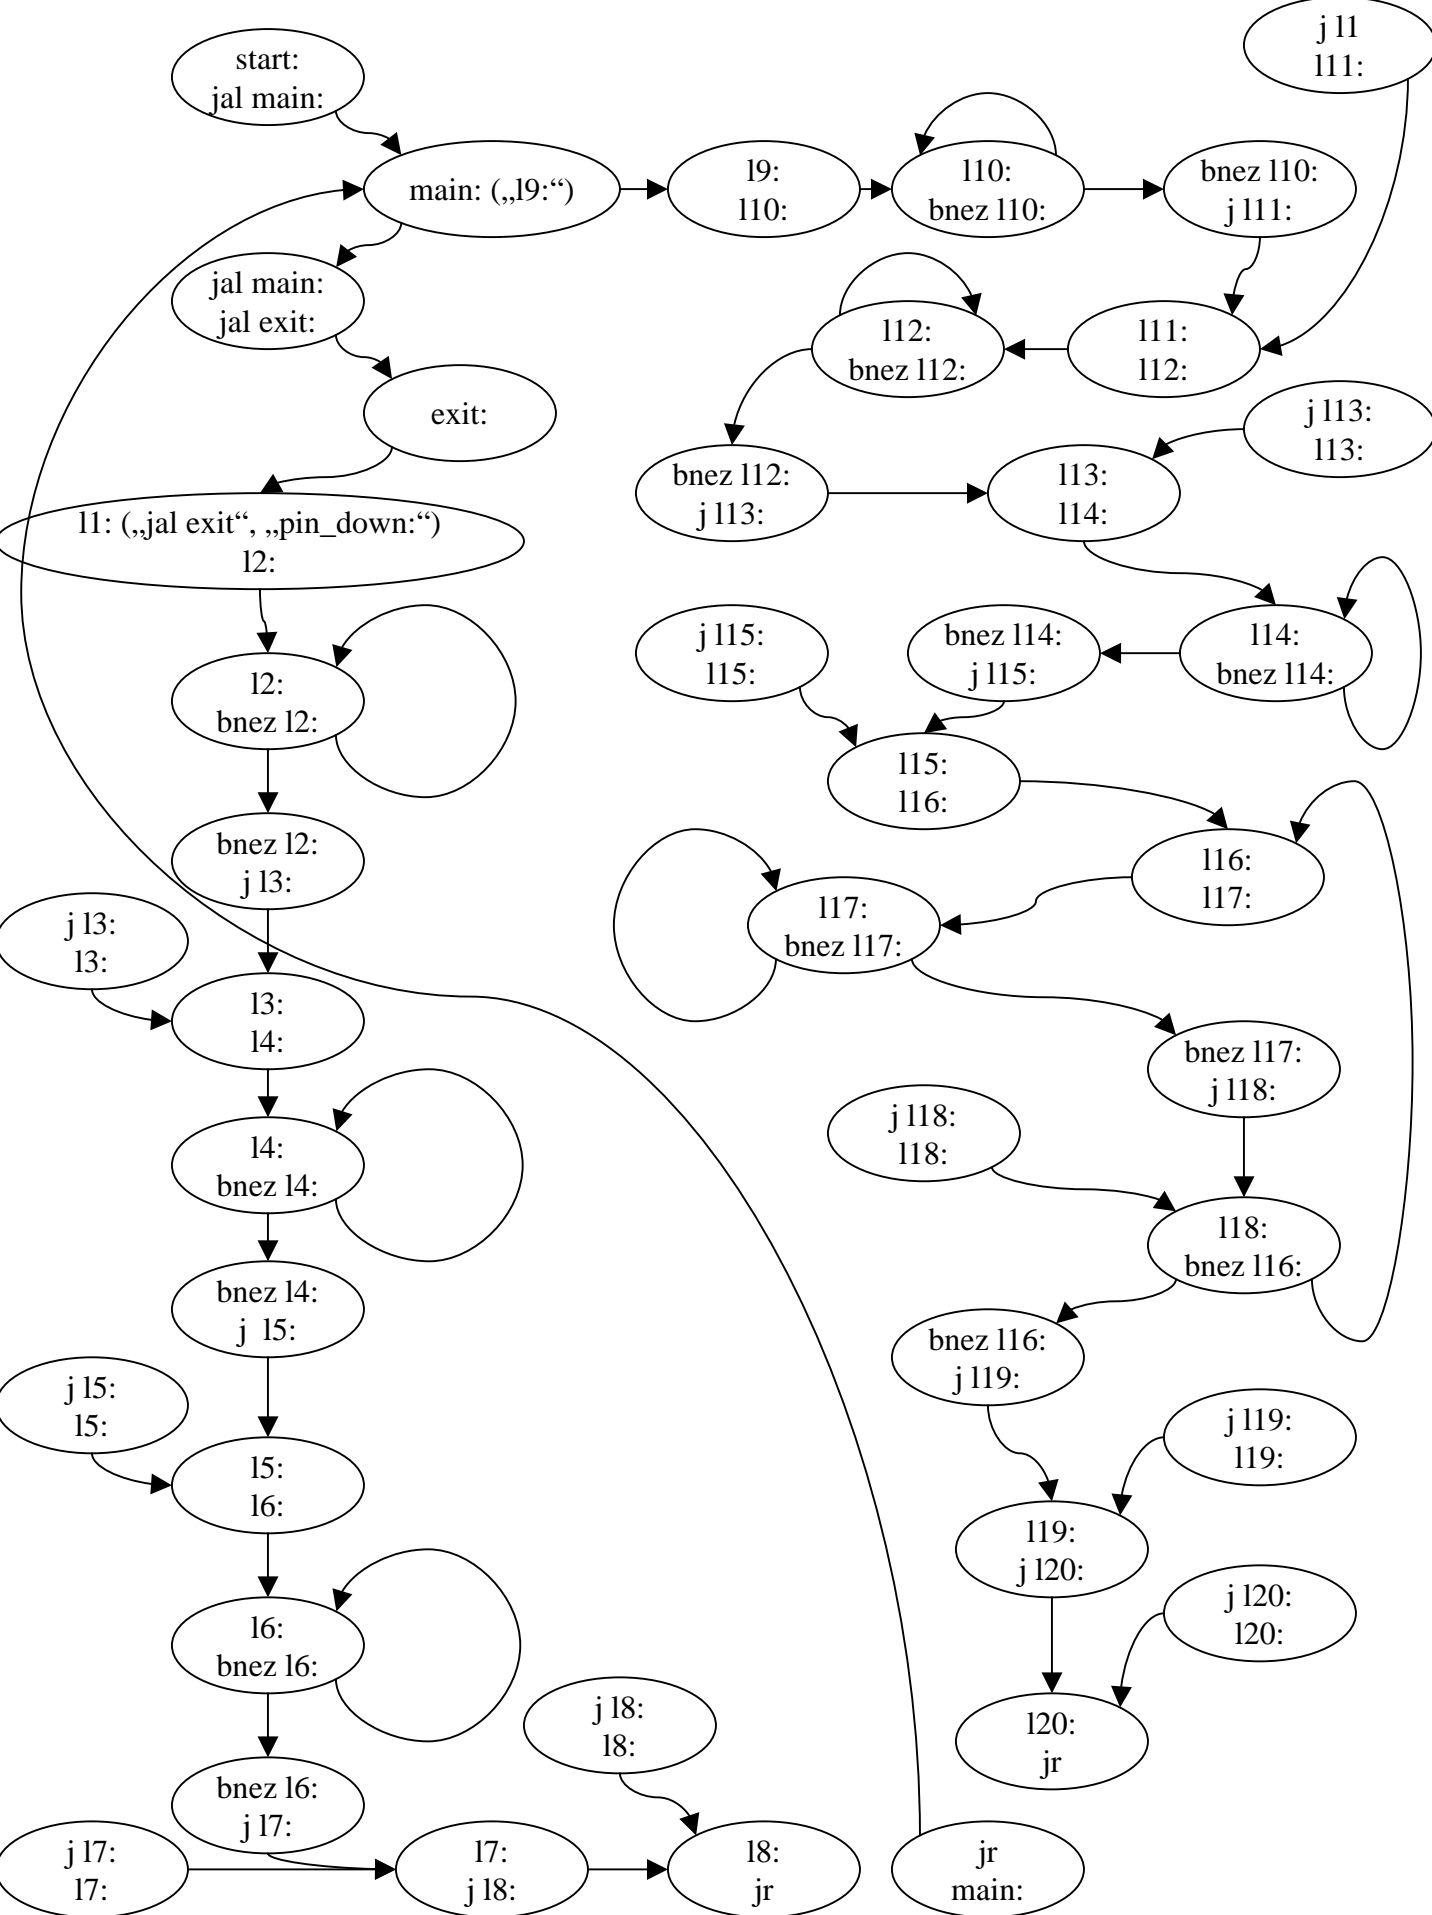 j l1
l11:
start:
jal main:
main: („l9:“)
l9:
l10:
l10:
bnez l10:
bnez l10:
j l11:
jal main:
jal exit:
l12:
bnez l12:
l11:
l12:
exit:
j l13:
l13:
bnez l12:
j l13:
l13:
l14:
l1: („jal exit“, „pin_down:“)
l2:
j l15:
l15:
bnez l14:
j l15:
l14:
bnez l14:
l2:
bnez l2:
l15:
l16:
bnez l2:
j l3:
l16:
l17:
j l3:
l3:
l17:
bnez l17:
l3:
l4:
bnez l17:
j l18:
l4:
bnez l4:
j l18:
l18:
l18:
bnez l16:
bnez l4:
j l5:
bnez l16:
j l19:
j l5:
l5:
j l19:
l19:
l5:
l6:
l19:
j l20:
l6:
bnez l6:
j l20:
l20:
j l8:
l8:
l20:
jr
bnez l6:
j l7:
j l7:
l7:
l7:
j l8:
l8:
jr
jr
main: